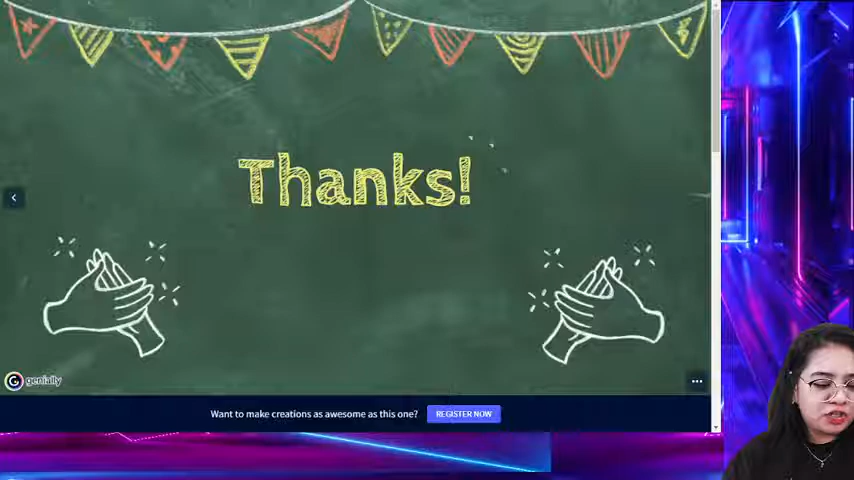 Thanks!
genially
Want to make creations as awesome as this one? REGISTER NOW